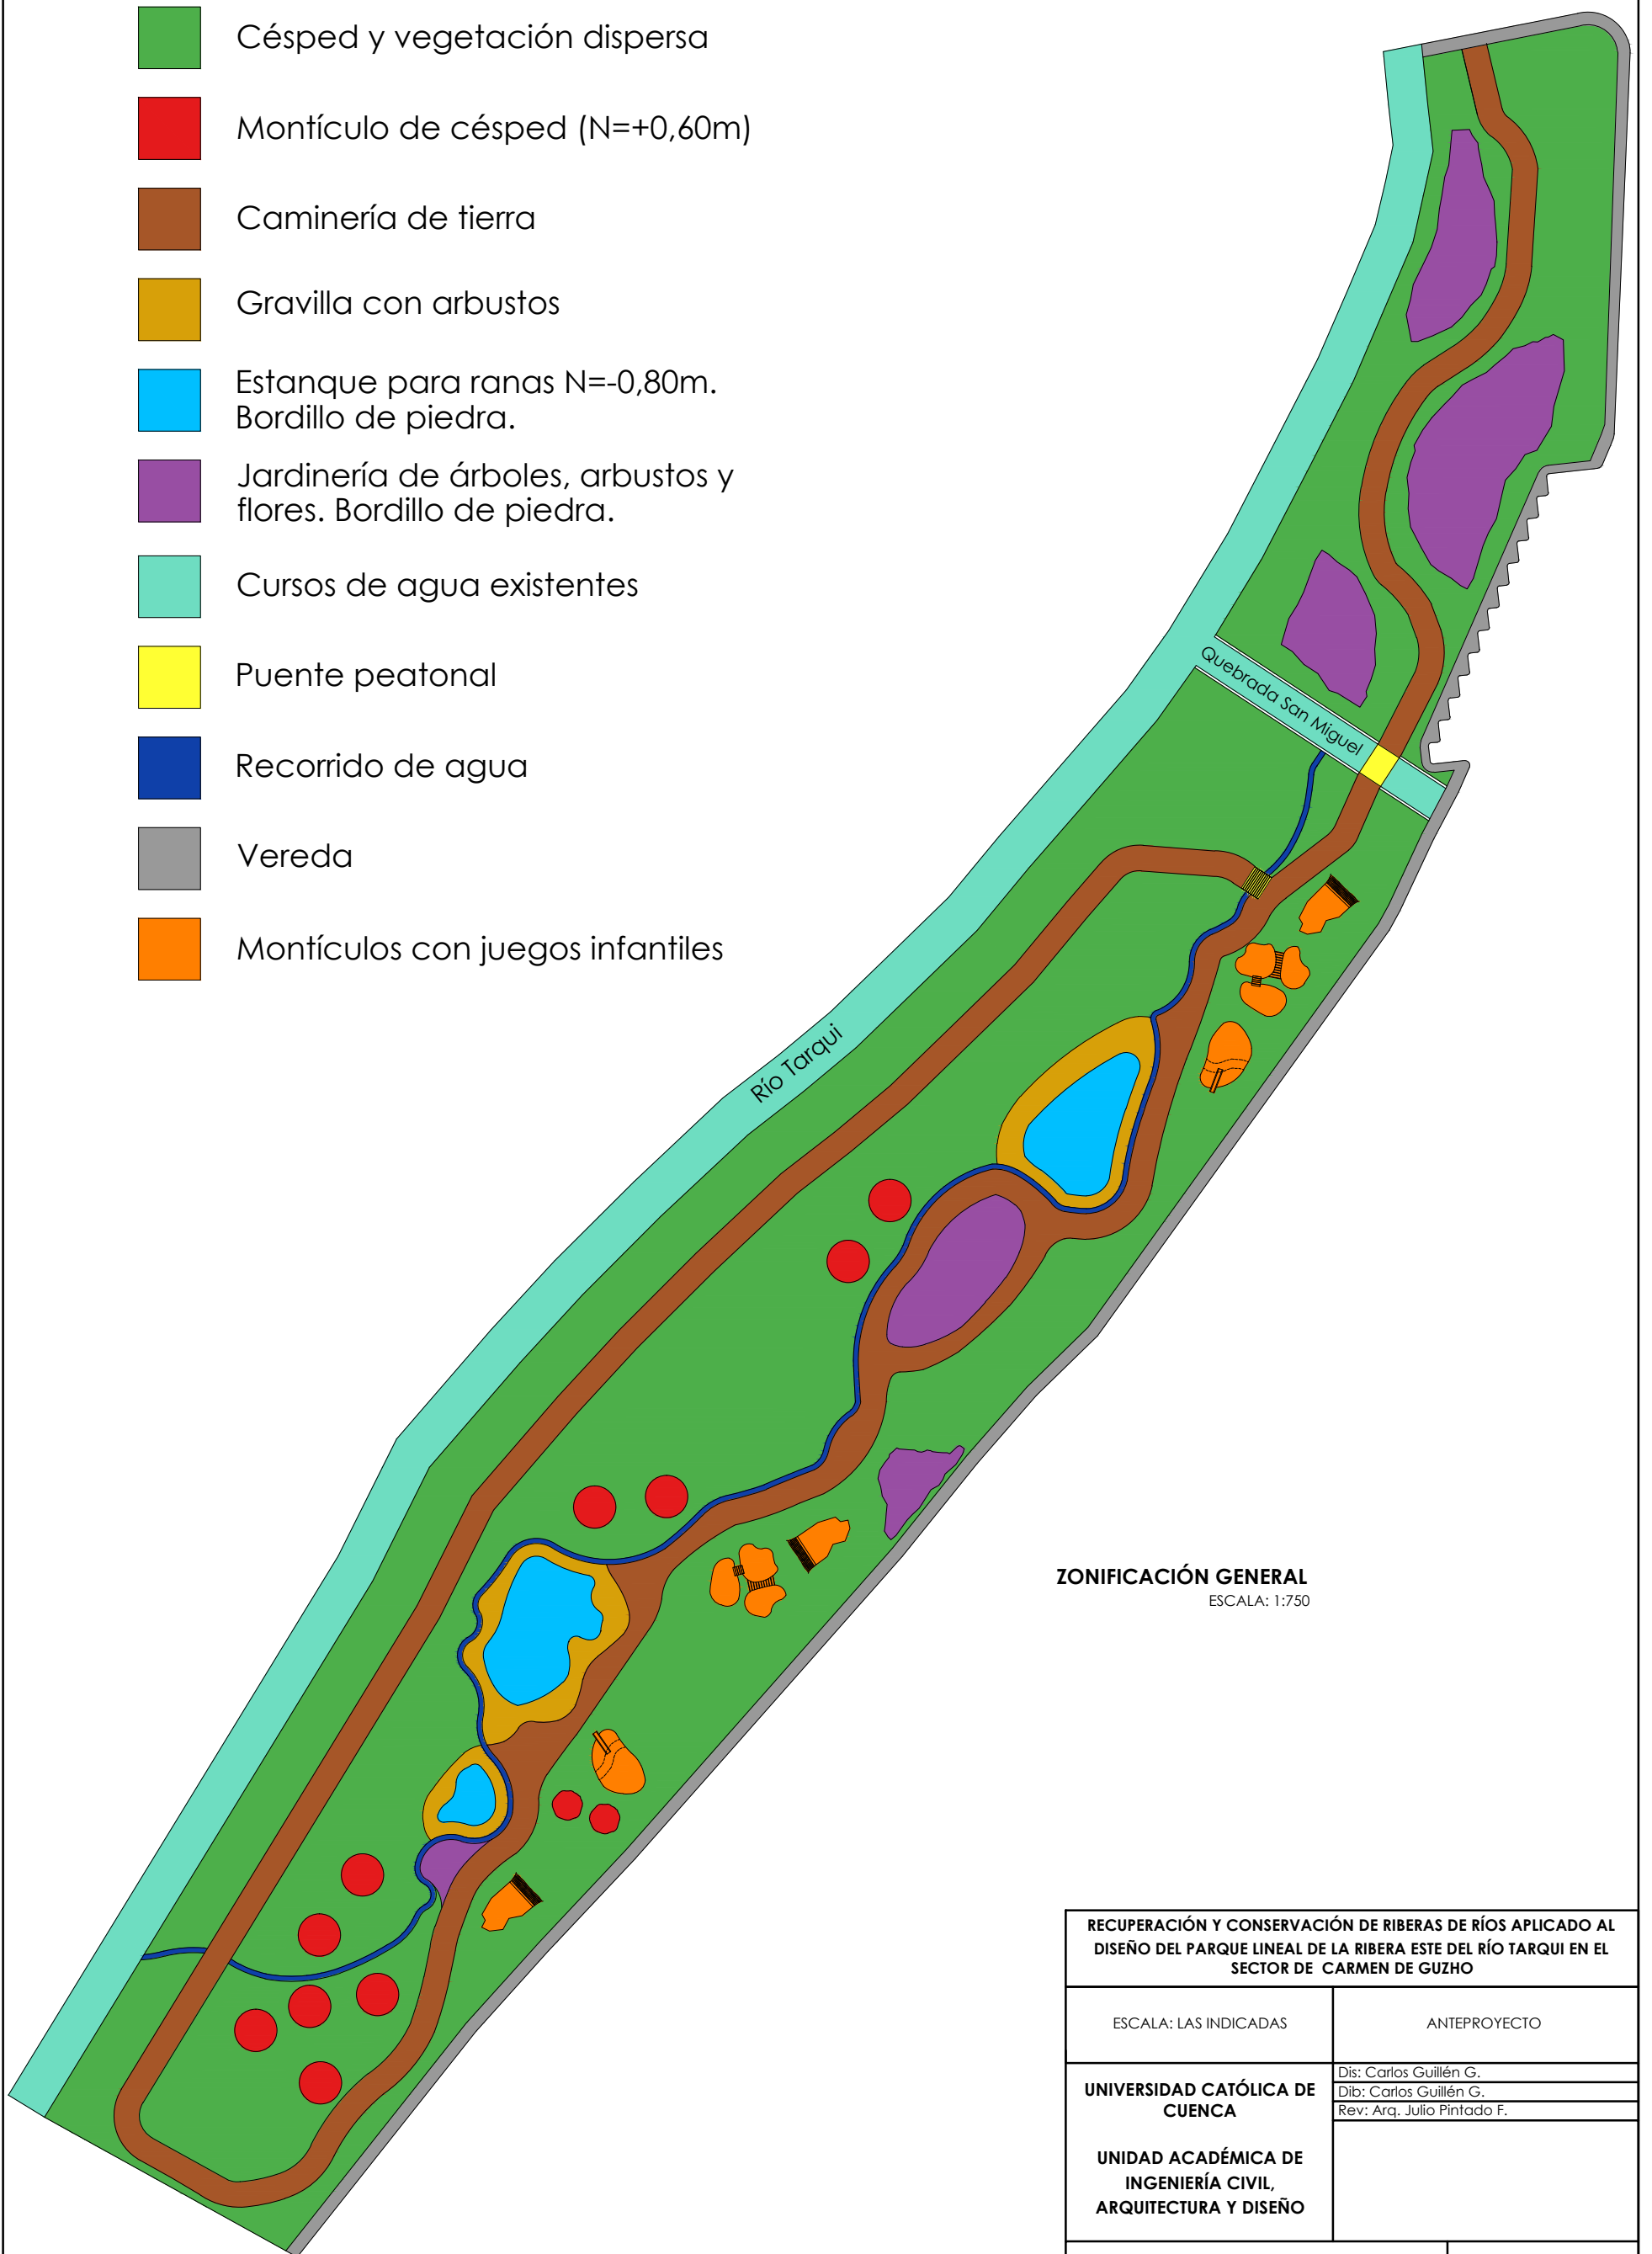 Césped y vegetación dispersa
Montículo de césped (N=+0,60m)
Caminería de tierra
Gravilla con arbustos
Estanque para ranas N=-0,80m.
Bordillo de piedra.
Jardinería de árboles, arbustos y
flores. Bordillo de piedra.
Cursos de agua existentes
Puente peatonal
Recorrido de agua
Vereda
Montículos con juegos infantiles
Quebrada San Miguel
Río Tarqui
ZONIFICACIÓN GENERAL
ESCALA: 1:750
RECUPERACIÓN Y CONSERVACIÓN DE RIBERAS DE RÍOS APLICADO AL
DISEÑO DEL PARQUE LINEAL DE LA RIBERA ESTE DEL RÍO TARQUI EN EL
SECTOR DE CARMEN DE GUZHO
ESCALA: LAS INDICADAS
ANTEPROYECTO
UNIVERSIDAD CATÓLICA DE
CUENCA
UNIDAD ACADÉMICA DE
INGENIERÍA CIVIL,
ARQUITECTURA Y DISEÑO
Dis: Carlos Guillén G.
Dib: Carlos Guillén G.
Rev: Arq. Julio Pintado F.